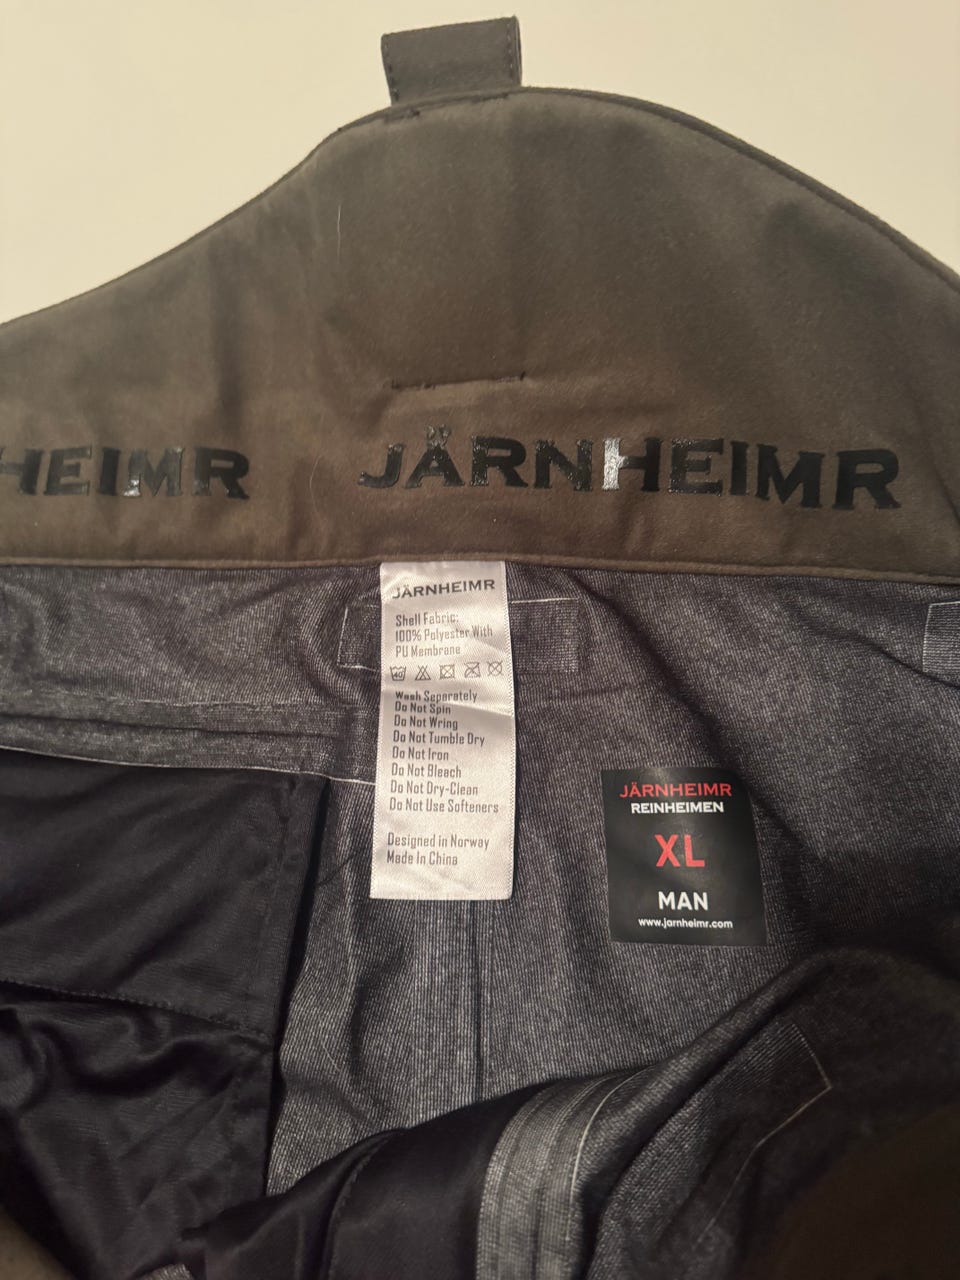 HEIMR JÄRNHEIMR
JÄRNHEIMR
Shell Fabric:
100% Polyester With
PU Membrane
40
Wash Separately
Do Not Spin
Do Not Wring
Do Not Tumble Dry
Do Not Iron
Do Not Bleach
Do Not Dry-Clean
Do Not Use Softeners
Designed in Norway
Made In China
JÄRNHEIMR
REINHEIMEN
XL
MAN
www.jarnheimr.com